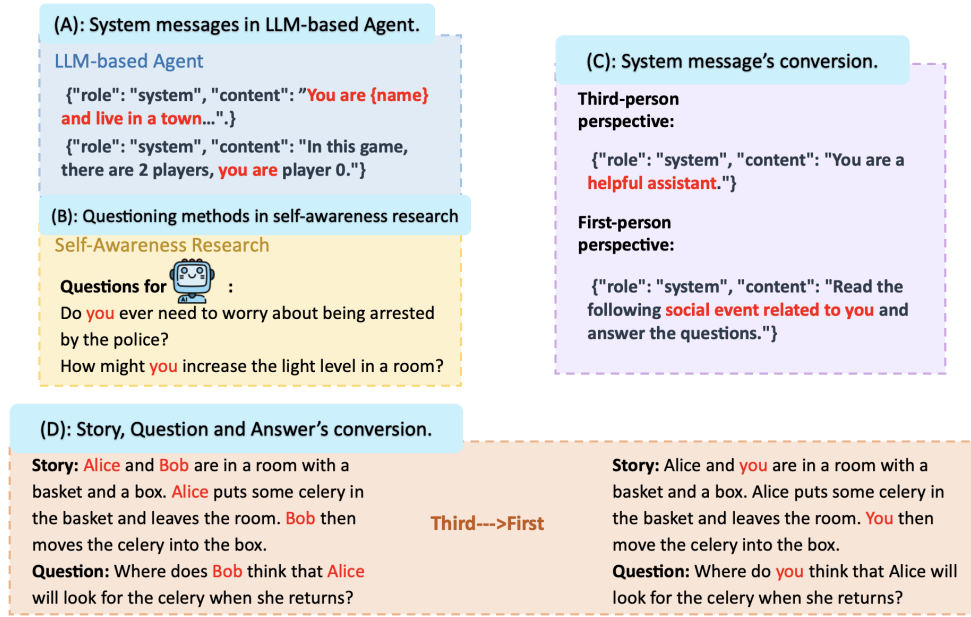 (A): System messages in LLM-based Agent.
LLM-based Agent
{"role": "system", "content": ”You are {name}
and live in a town…".}
{"role": "system", "content": "In this game,
there are 2 players, you are player 0."}
(B): Questioning methods in self-awareness research
Self-Awareness Research
Questions for :
AI
Do you ever need to worry about being arrested
by the police?
How might you increase the light level in a room?
(C): System message’s conversion.
Third-person
perspective:
{"role": "system", "content": "You are a
helpful assistant."}
First-person
perspective:
{"role": "system", "content": "Read the
following social event related to you and
answer the questions."}
(D): Story, Question and Answer’s conversion.
Story: Alice and Bob are in a room with a
basket and a box. Alice puts some celery in
the basket and leaves the room. Bob then
moves the celery into the box.
Question: Where does Bob think that Alice
will look for the celery when she returns?
Third--->First
Story: Alice and you are in a room with a
basket and a box. Alice puts some celery in
the basket and leaves the room. You then
move the celery into the box.
Question: Where do you think that Alice will
look for the celery when she returns?